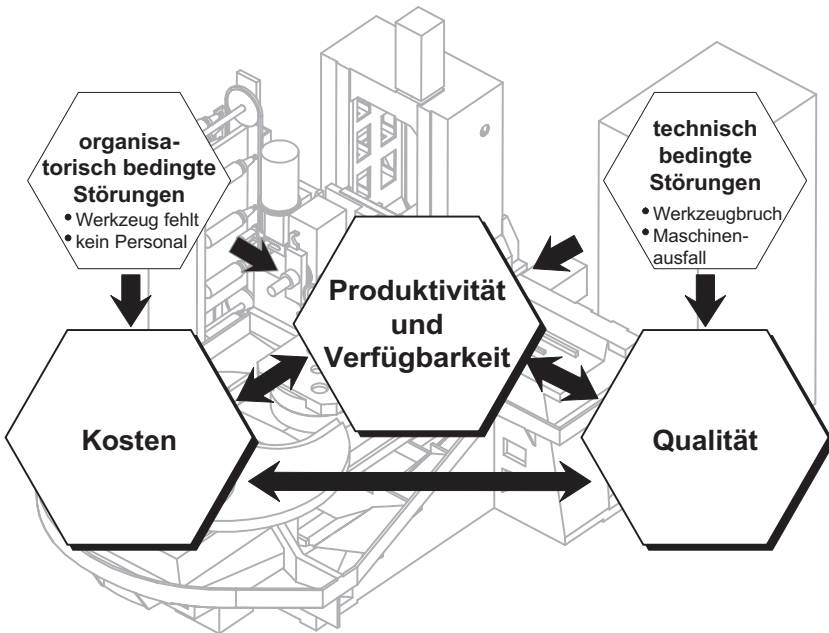 organisa-
torisch bedingte
Störungen
• Werkzeug fehlt
• kein Personal
technisch
bedingte
Störungen
• Werkzeugbruch
• Maschinen-
ausfall
Produktivität
und
Verfügbarkeit
Kosten
Qualität